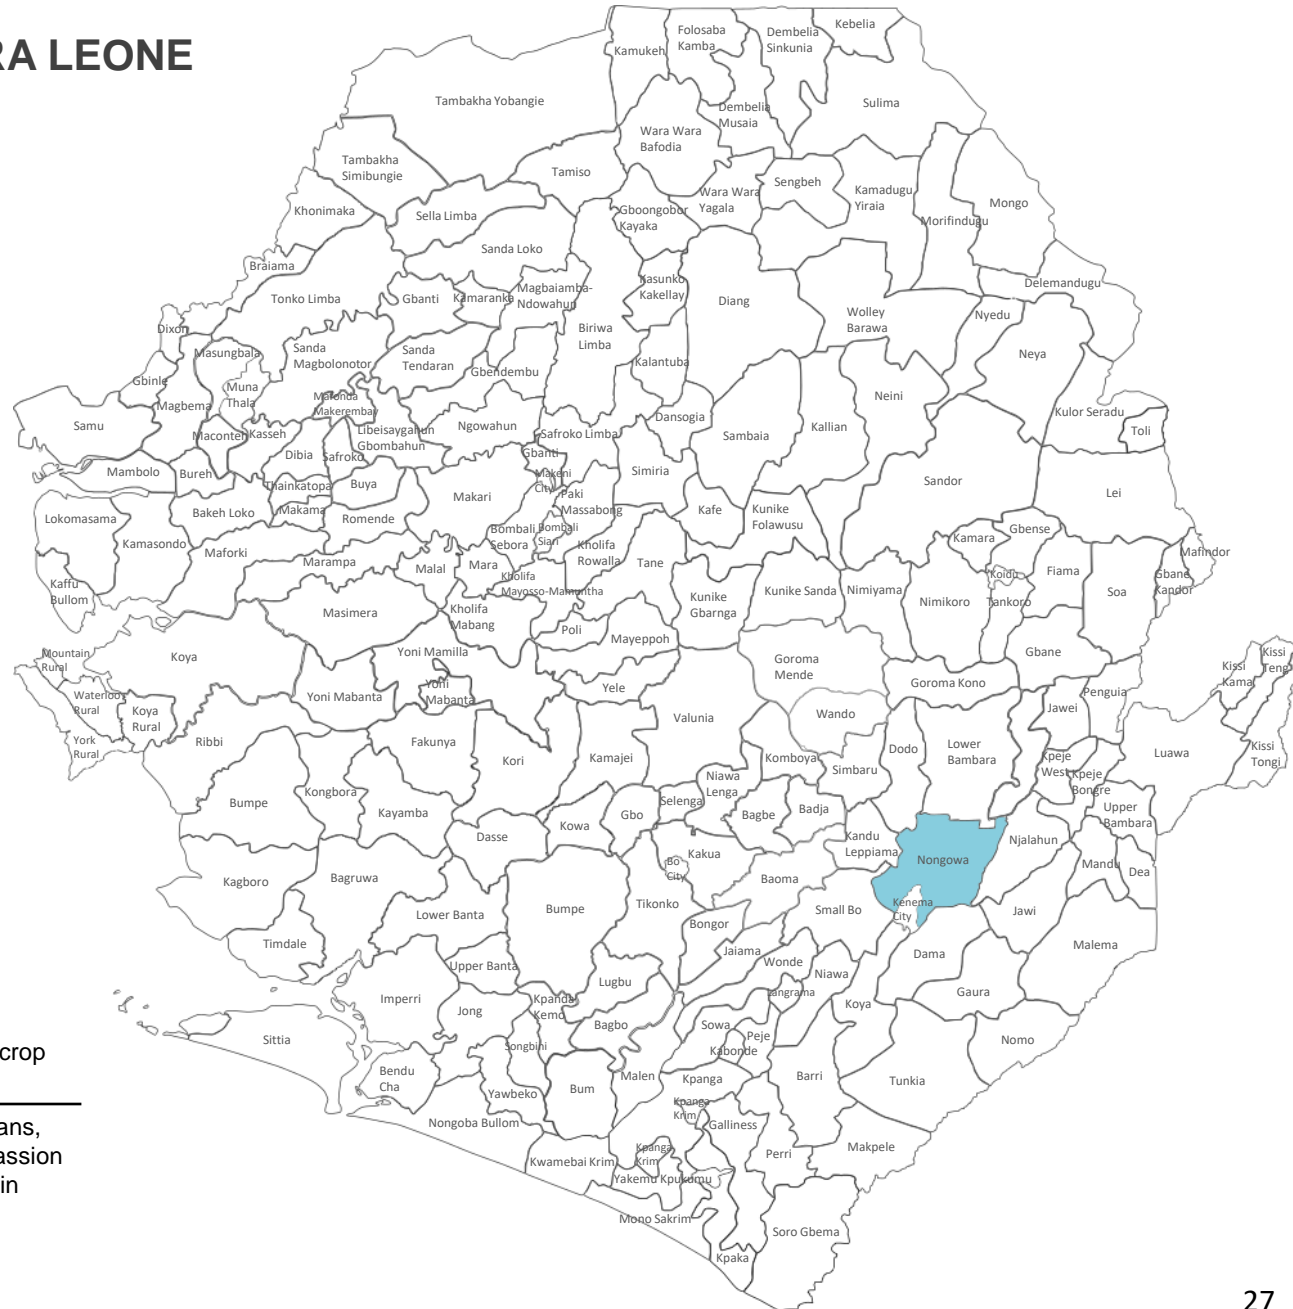 RA LEONE
Kamukeh
Folosaba
Kamba
Dembelia
Sinkunia
Kebelia
Tambakha Yobangie
Dembelia
Musaia
Sulima
Wara Wara
Bafodia
Tambakha
Simibungie
Tamiso
Wara Wara
Yagala
Sengbeh
Kamadugu
Yiraia
Mongo
Morifindugu
Khonimaka
Sella Limba
Gboongobor
Kayaka
Sanda Loko
Braiama
Tonko Limba
Gbanti
Kamaranka
Magbaiamba-
Ndowahun
Kasunko
Kakellay
Diang
Delemandugu
Wolley
Barawa
Nyedu
Dixon
Biriwa
Limba
Neya
Masungbala
Sanda
Magbolonotor
Sanda
Tendaran
Gbendembu
Kalantuba
Gbinle
Muna
Thala
Neini
Magbema
Mafonda
Makerembay
Dansogia
Kulor Seradu
Samu
Maconteh
Kasseh
Libeisaygahun
Gbombahun
Ngowahun
Safroko Limba
Sambaia
Kallian
Toli
Dibia
Safroko
Gbanti
Mambolo
Bureh
Simiria
Sandor
Thainkatopa
Buya
Makeni
City
Lei
Makari
Paki
Massabong
Lokomasama
Bakeh Loko
Makama
Romende
Kafe
Kunike
Folawusu
Kamasondo
Bombali
Sebora
Bombali
Siari
Gbense
Kamara
Maforki
Marampa
Malal
Mara
Kholifa
Rowalla
Tane
Mafindor
Kaffu
Bullom
Kholifa
Mayosso-Mamuntha
Koidu
Fiama
Gbane
Kandor
Kunike
Gbarnga
Kunike Sanda
Nimiyama
Nimikoro
Tankoro
Soa
Masimera
Kholifa
Mabang
Poli
Mayeppoh
Mountain
Rural
Koya
Yoni Mamilla
Goroma
Mende
Gbane
Kissi
Kama
Kissi
Teng
Yoni Mabanta
Yoni
Mabanta
Yele
Goroma Kono
Penguia
Waterloo
Rural
Koya
Rural
Valunia
Wando
Jawei
York
Rural
Ribbi
Fakunya
Kori
Kamajei
Komboya
Simbaru
Dodo
Lower
Bambara
Luawa
Kissi
Tongi
Kpeje
West
Kpeje
Bongre
Bumpe
Kongbora
Niawa
Lenga
Kayamba
Selenga
Bagbe
Badja
Upper
Bambara
Dasse
Kowa
Gbo
Kandu
Leppiama
Njalahun
Kakua
Nongowa
Bo
City
Mandu
Dea
Kagboro
Bagruwa
Baoma
Kenema
City
Lower Banta
Bumpe
Tikonko
Small Bo
Jawi
Bongor
Timdale
Malema
Jaiama
Dama
Upper Banta
Wonde
Niawa
Lugbu
Langrama
Gaura
Imperri
Kpanda
Kemo
Koya
Jong
Bagbo
Sowa
Peje
Sittia
Songbini
Kabonde
Nomo
crop
Bendu
Cha
Malen
Kpanga
Barri
Tunkia
Yawbeko
Bum
Kpanga
Krim
ans,
Nongoba Bullom
Galliness
Makpele
assion
Kwamebai Krim
Kpanga
Krim
Perri
in
Yakemu Kpukumu
Mono Sakrim
Soro Gbema
Kpaka
27